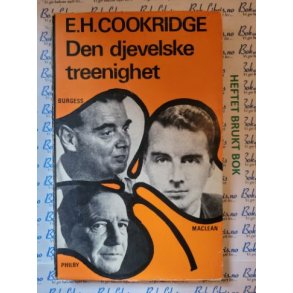 E.H.COOKRIDGE
Den djevelske
treenighet
BURGESS
MACLEAN
PHILBY
HEFTET BRUKT BOK